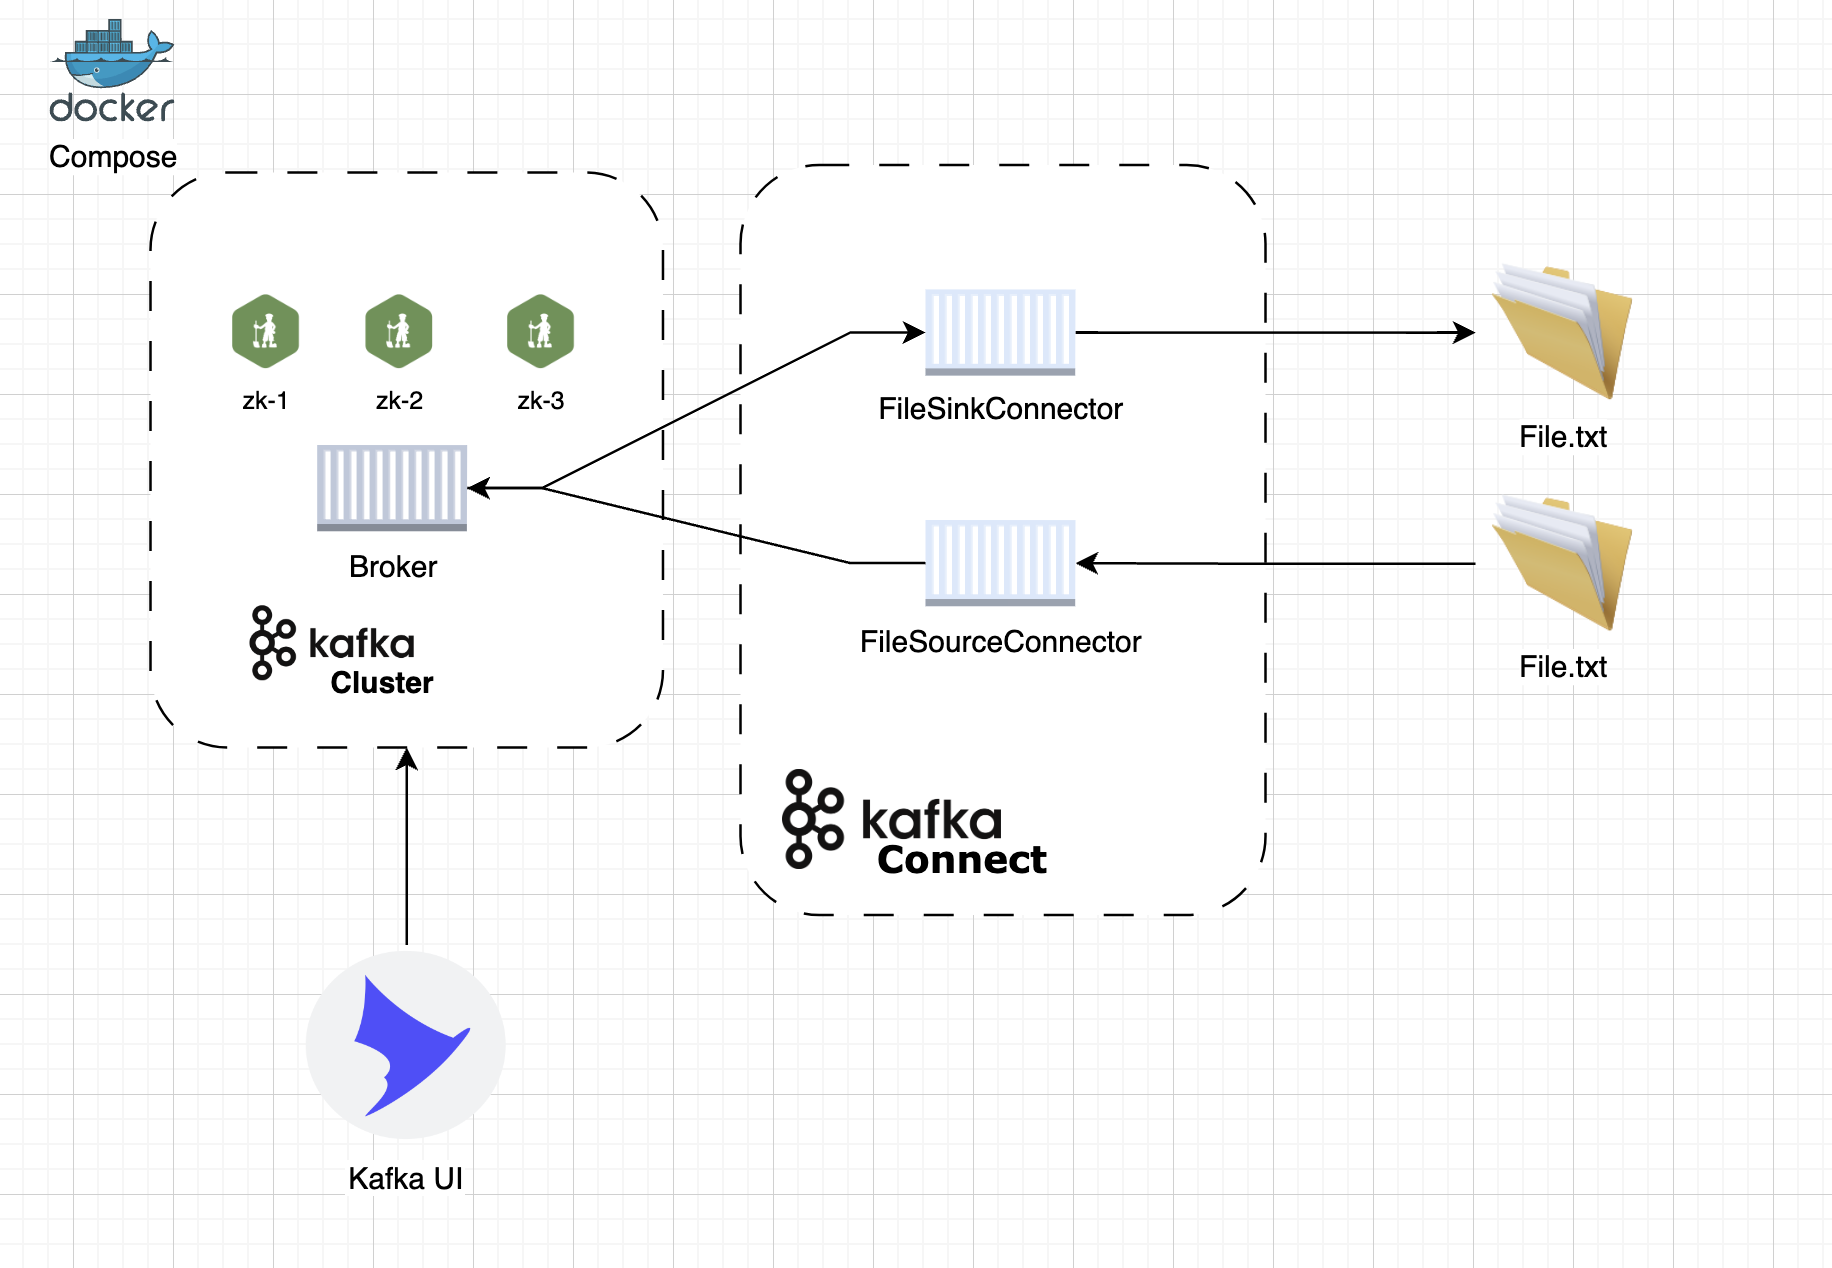 docker
Compose
zk-1
zk-2
zk-3
Broker
kafka
Cluster
FileSinkConnector
FileSourceConnector
kafka
Connect
File.txt
File.txt
Kafka UI